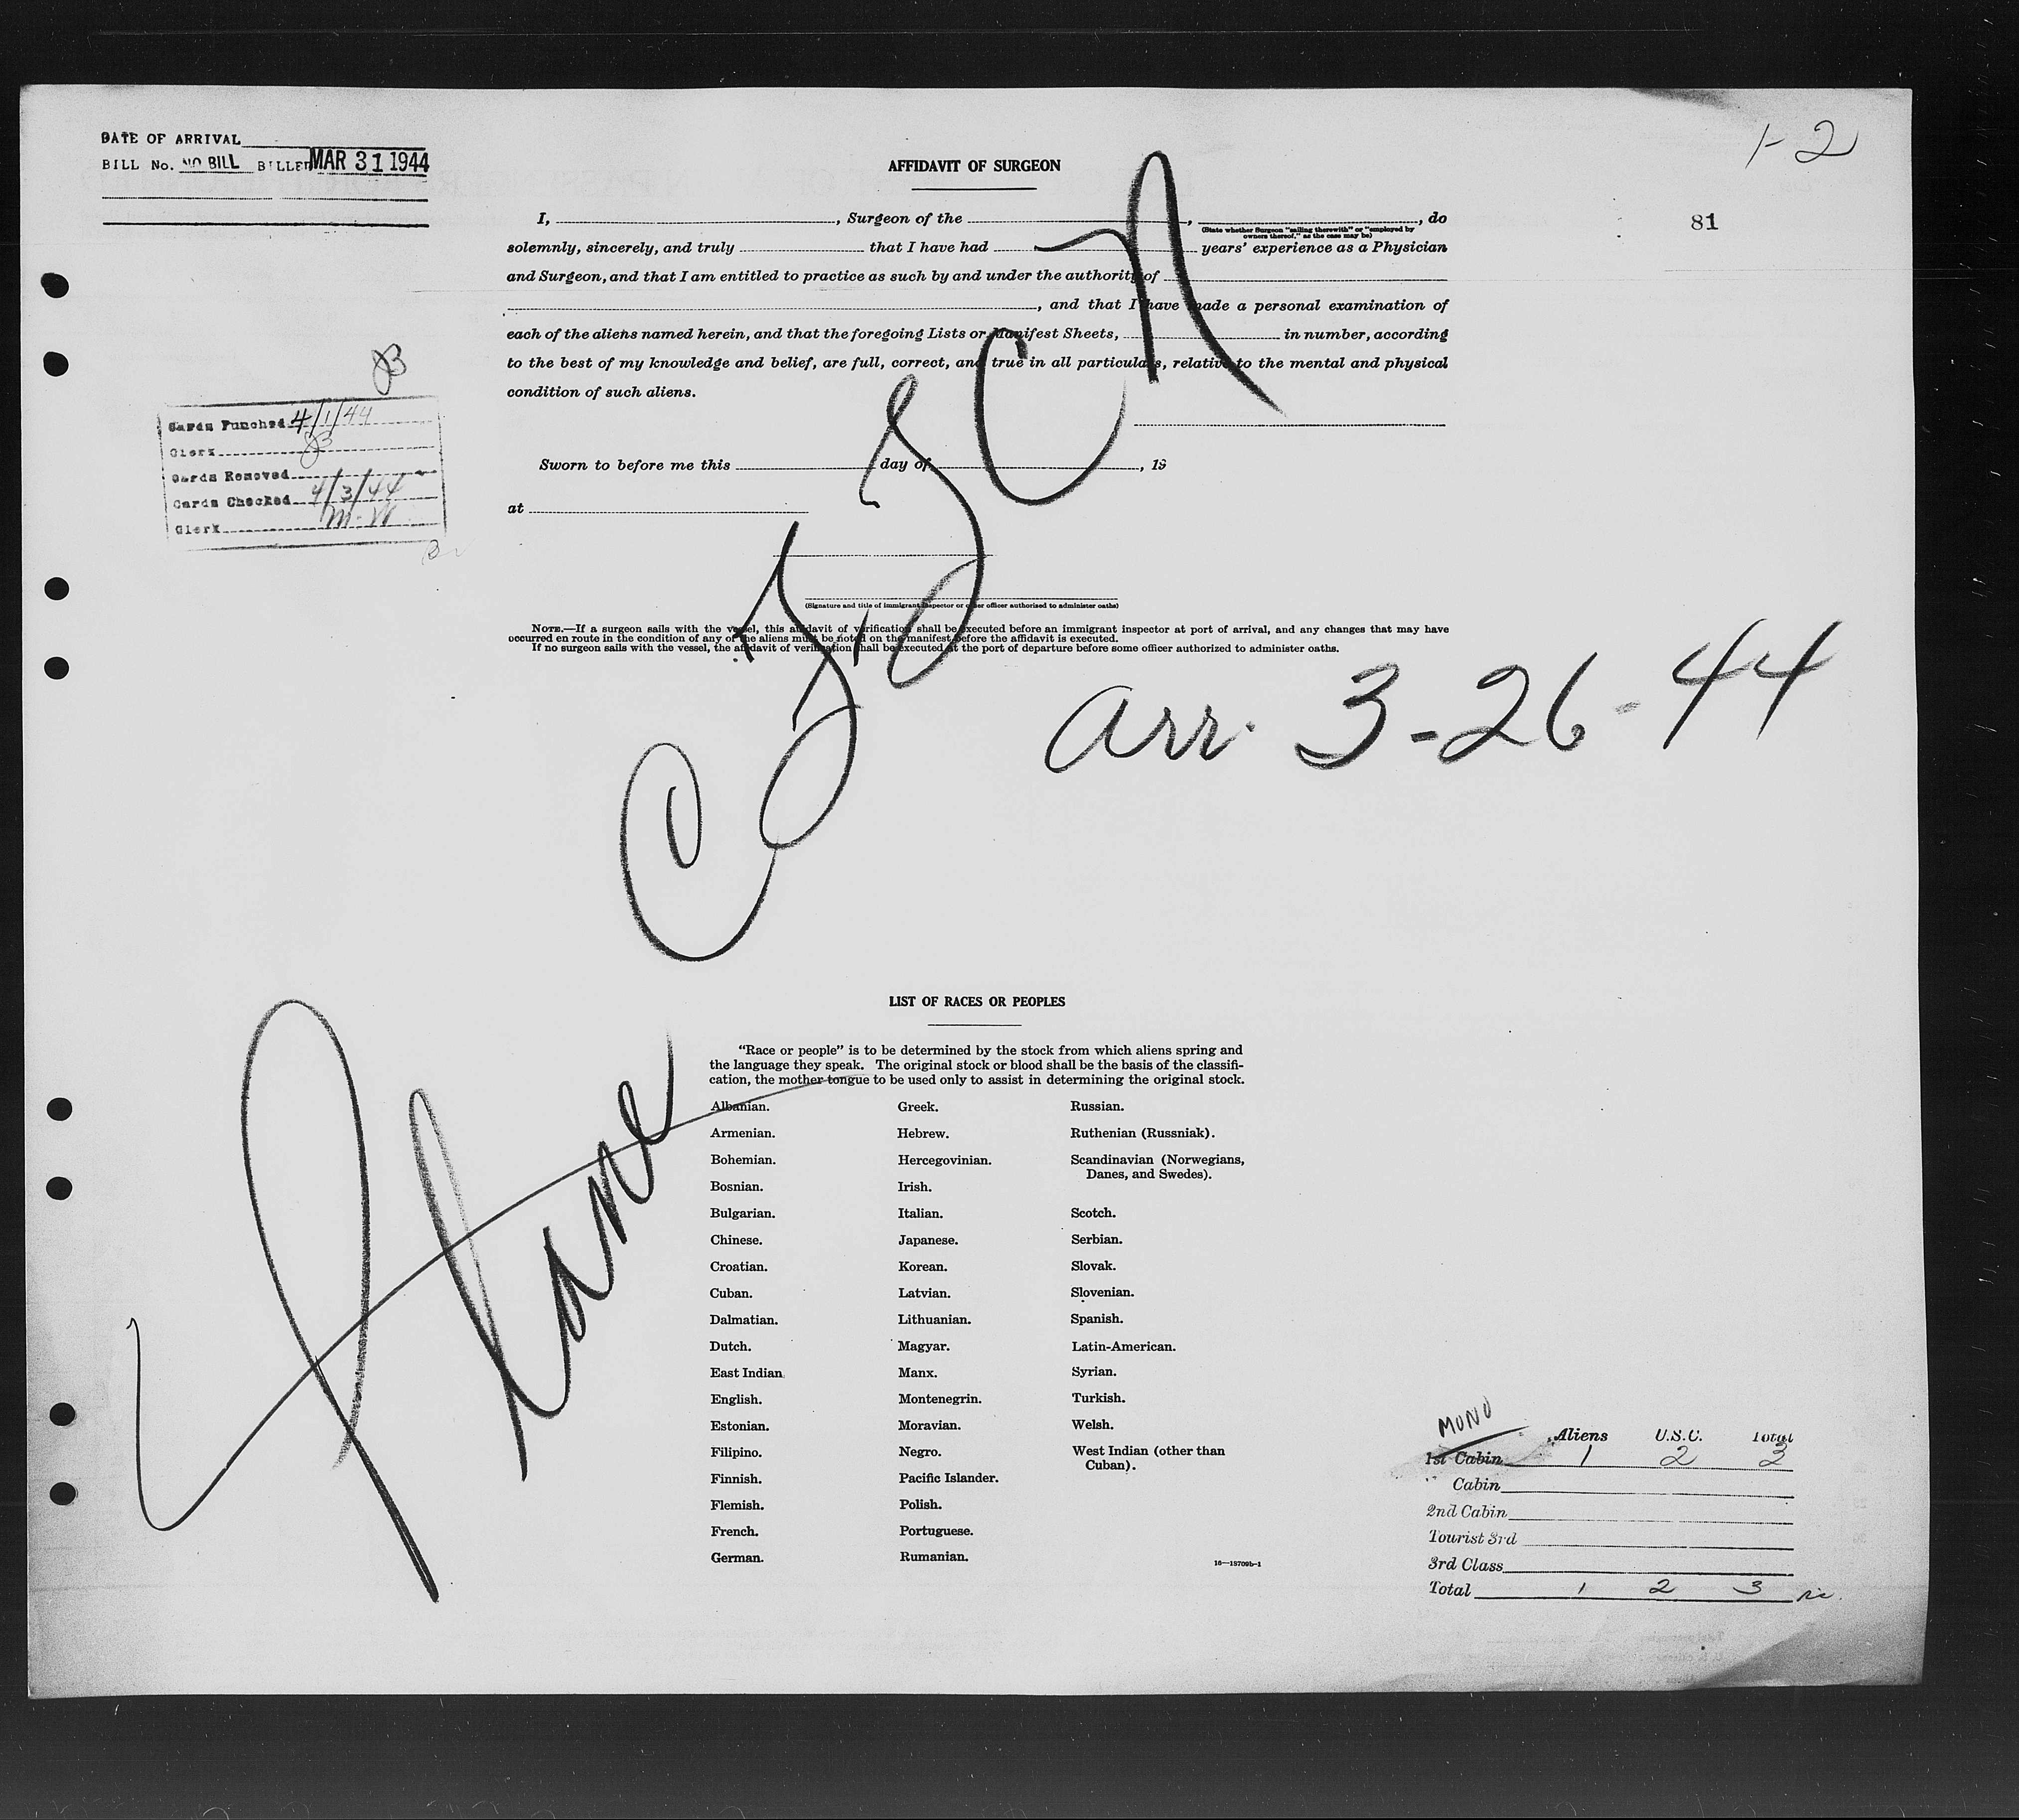 DATE OF ARRIVAL
BILL No. NO BILL BILLED MAR 31 1944
1-2
81
AFFIDAVIT OF SURGEON
I, , Surgeon of the , , do
(State whether Surgeon "sailing therewith" or "employed by
owners thereof," as the case may be)
solemnly, sincerely, and truly that I have had years' experience as a Physician
and Surgeon, and that I am entitled to practice as such by and under the authority of
, and that I have made a personal examination of
each of the aliens named herein, and that the foregoing Lists or Manifest Sheets, in number, according
to the best of my knowledge and belief, are full, correct, and true in all particulars, relative to the mental and physical
condition of such aliens.
Cards Punched 4/1/44
Clerk
Cards Removed
Cards Checked 4/3/44
Clerk M. W.
Sworn to before me this day of , 19
at
(Signature and title of immigrant inspector or other officer authorized to administer oaths)
NOTE.—If a surgeon sails with the vessel, this affidavit of verification shall be executed before an immigrant inspector at port of arrival, and any changes that may have
occurred en route in the condition of any of the aliens must be noted on the manifest before the affidavit is executed.
If no surgeon sails with the vessel, the affidavit of verification shall be executed at the port of departure before some officer authorized to administer oaths.
arr. 3-26-44
Plane
LIST OF RACES OR PEOPLES
"Race or people" is to be determined by the stock from which aliens spring and
the language they speak. The original stock or blood shall be the basis of the classifi-
cation, the mother tongue to be used only to assist in determining the original stock.
Albanian.
Armenian.
Bohemian.
Bosnian.
Bulgarian.
Chinese.
Croatian.
Cuban.
Dalmatian.
Dutch.
East Indian.
English.
Estonian.
Filipino.
Finnish.
Flemish.
French.
German.
Greek.
Hebrew.
Hercegovinian.
Irish.
Italian.
Japanese.
Korean.
Latvian.
Lithuanian.
Magyar.
Manx.
Montenegrin.
Moravian.
Negro.
Pacific Islander.
Polish.
Portuguese.
Rumanian.
Russian.
Ruthenian (Russniak).
Scandinavian (Norwegians,
Danes, and Swedes).
Scotch.
Serbian.
Slovak.
Slovenian.
Spanish.
Latin-American.
Syrian.
Turkish.
Welsh.
West Indian (other than
Cuban).
16—18709b-1
MONO
Aliens U.S.C. Total
1st Cabin 1 2 3
Cabin
2nd Cabin
Tourist 3rd
3rd Class
Total 1 2 3